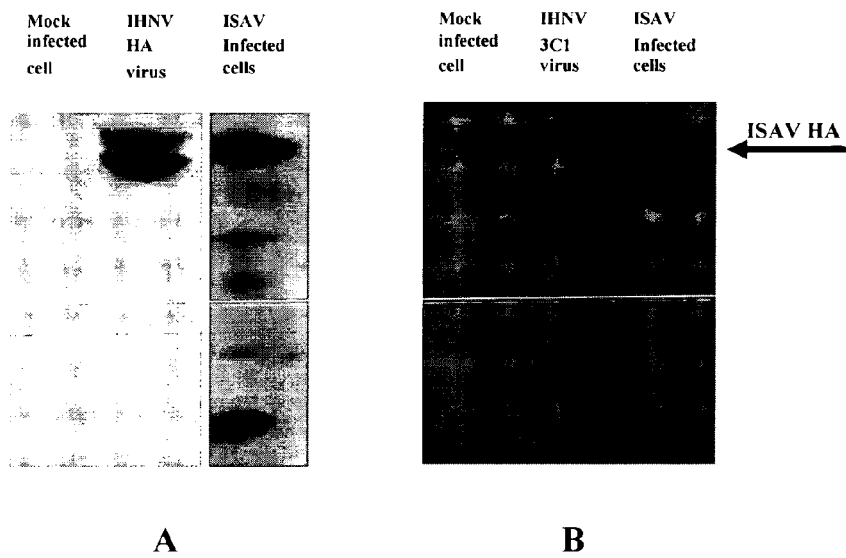 Mock infected cell
IHNV HA virus
ISAV Infected cells
Mock infected cell
IHNV 3C1 virus
ISAV Infected cells
ISAV HA
A
B